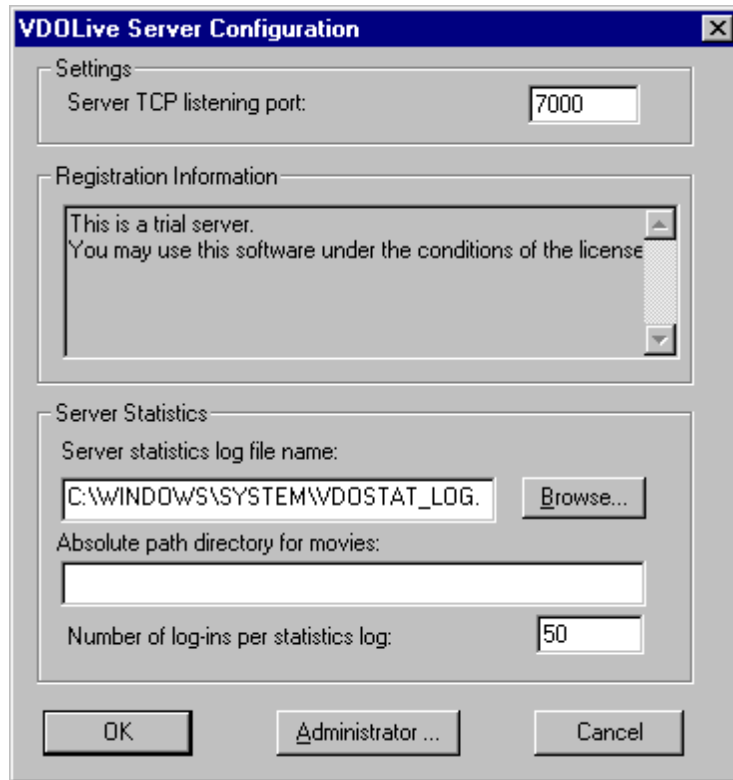 VDOLive Server Configuration
Settings
Server TCP listening port: 7000
Registration Information
This is a trial server.
You may use this software under the conditions of the license
Server Statistics
Server statistics log file name:
C:\WINDOWS\SYSTEM\VDOSTAT_LOG. Browse...
Absolute path directory for movies:
Number of log-ins per statistics log: 50
OK Administrator ... Cancel